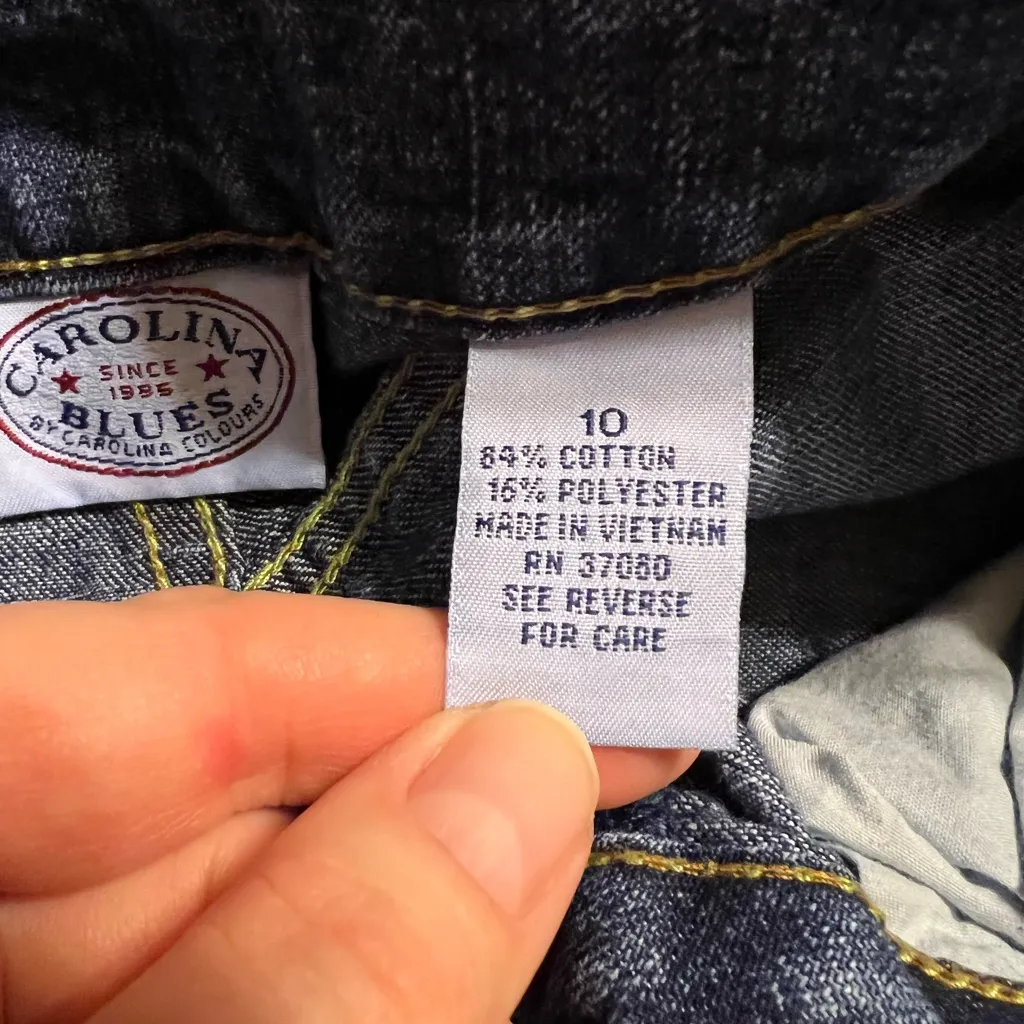 CAROLINA
SINCE
1995
BLUES
BY CAROLINA COLOURS
10
84% COTTON
16% POLYESTER
MADE IN VIETNAM
RN 37080
SEE REVERSE
FOR CARE